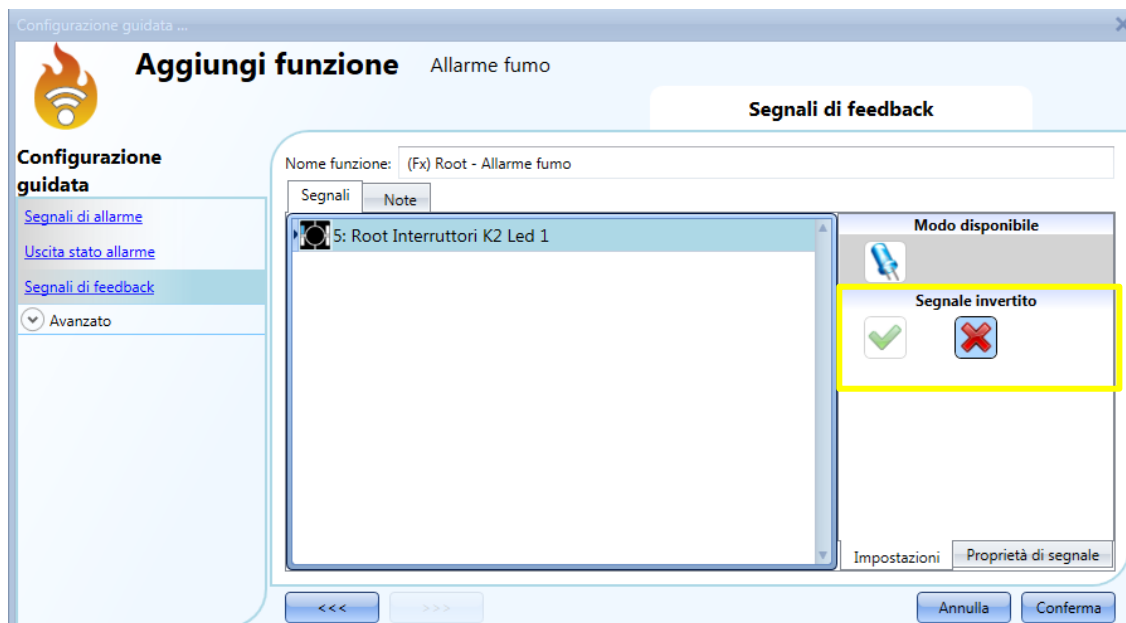 Configurazione guidata ...
Aggiungi funzione Allarme fumo
Segnali di feedback
Configurazione
guidata
Segnali di allarme
Uscita stato allarme
Segnali di feedback
Avanzato
Nome funzione: (Fx) Root - Allarme fumo
Segnali Note
5: Root Interruttori K2 Led 1
Modo disponibile
Segnale invertito
Impostazioni Proprietà di segnale
<<< >>> Annulla Conferma